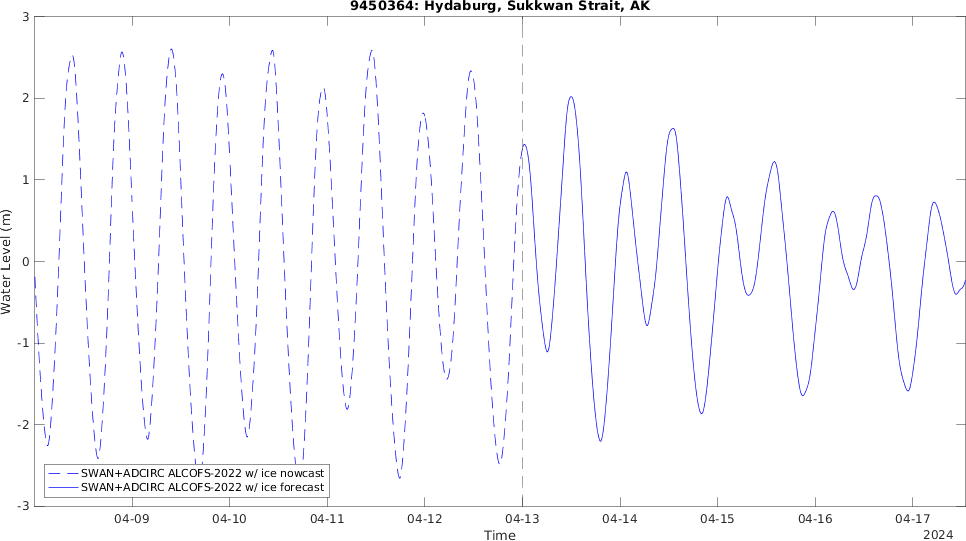 9450364: Hydaburg, Sukkwan Strait, AK
3
2
1
0
-1
-2
-3
Water Level (m)
SWAN+ADCIRC ALCOFS-2022 w/ ice nowcast
SWAN+ADCIRC ALCOFS-2022 w/ ice forecast
04-09 04-10 04-11 04-12 04-13 04-14 04-15 04-16 04-17
Time
2024